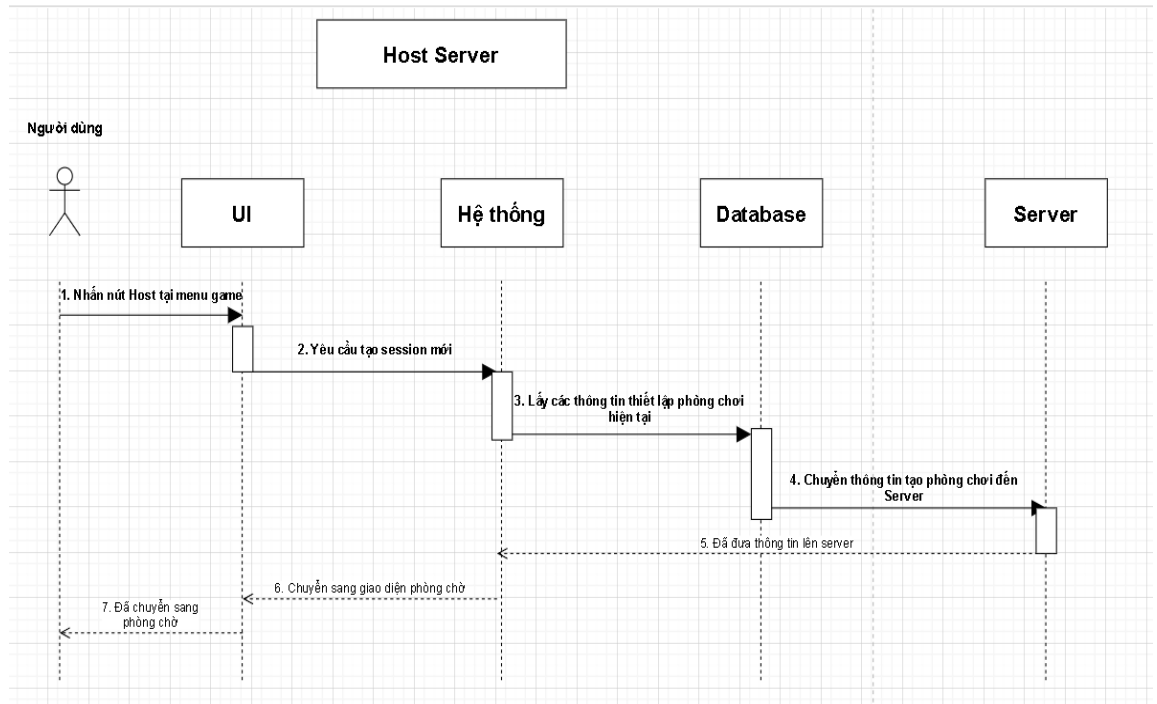 Host Server
Người dùng
UI
Hệ thống
Database
Server
1. Nhấn nút Host tại menu game
2. Yêu cầu tạo session mới
3. Lấy các thông tin thiết lập phòng chơi
hiện tại
4. Chuyển thông tin tạo phòng chơi đến
Server
5. Đã đưa thông tin lên server
6. Chuyển sang giao diện phòng chờ
7. Đã chuyển sang
phòng chờ